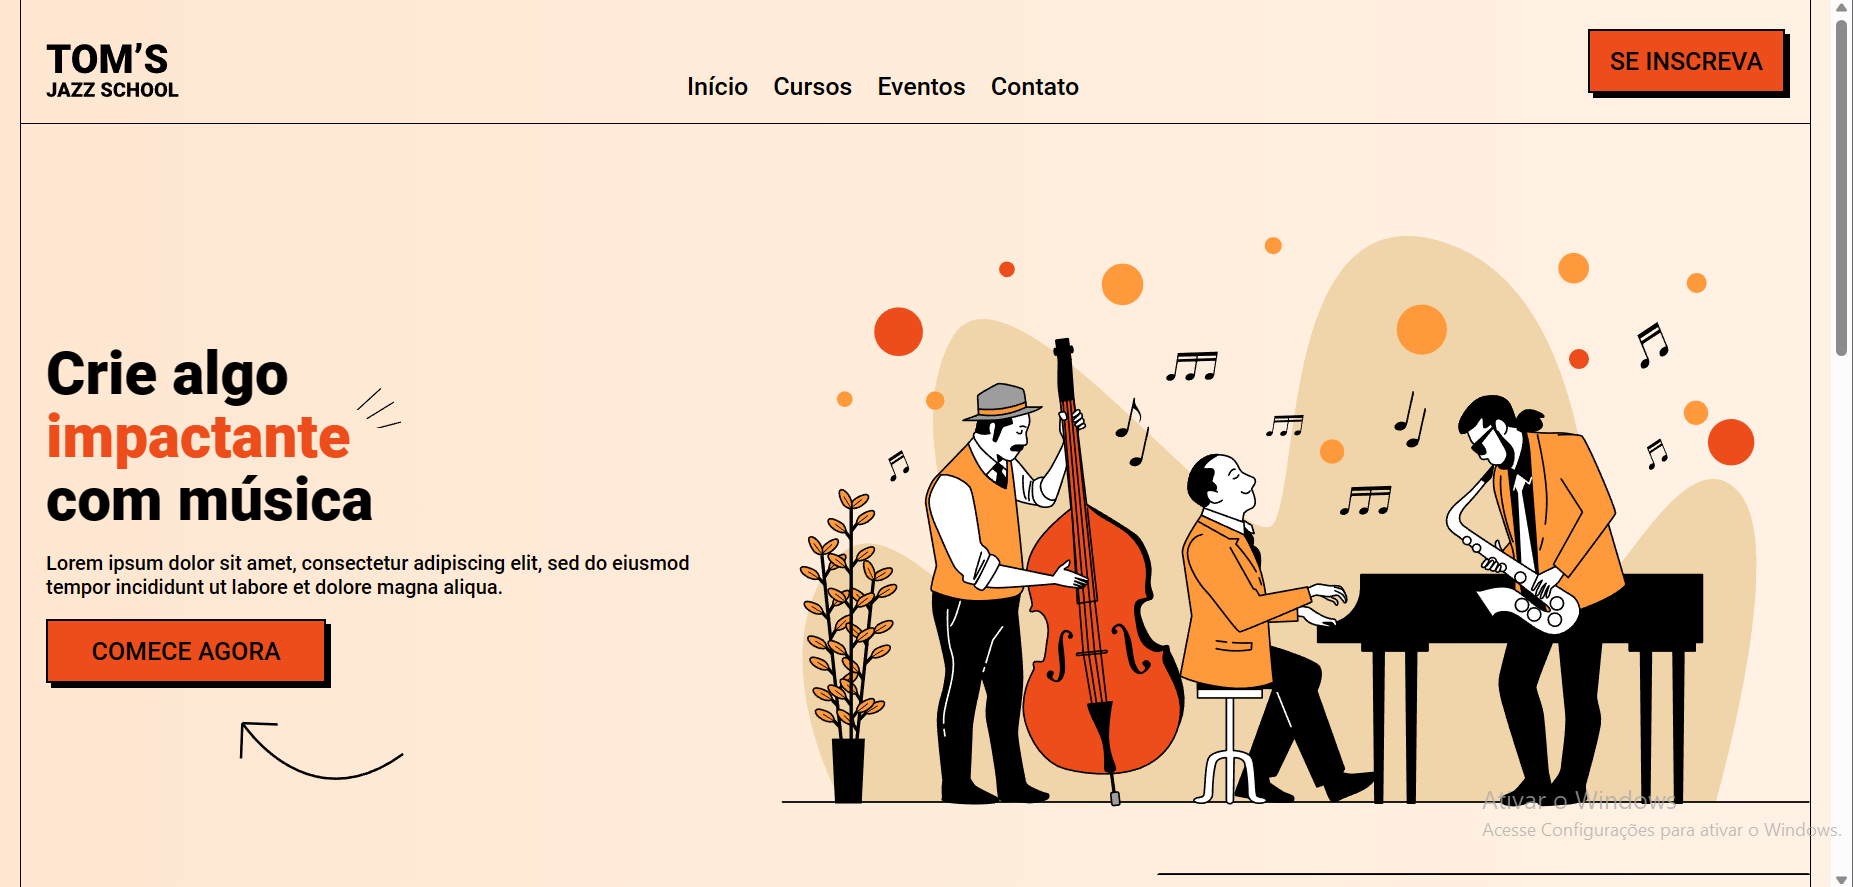 TOM'S
JAZZ SCHOOL
Início Cursos Eventos Contato
SE INSCREVA
Crie algo
impactante
com música
Lorem ipsum dolor sit amet, consectetur adipiscing elit, sed do eiusmod
tempor incididunt ut labore et dolore magna aliqua.
COMECE AGORA
Ativar o Windows
Acesse Configurações para ativar o Windows.